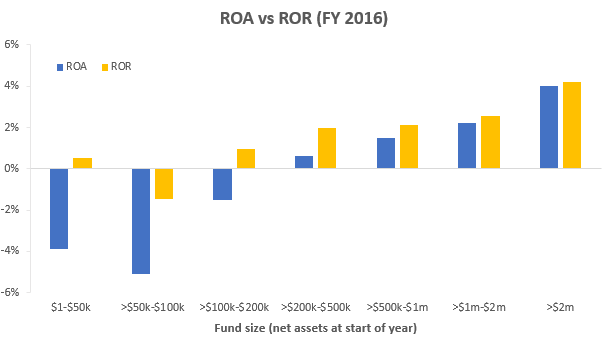 ROA vs ROR (FY 2016)
6%
ROA ROR
4%
2%
0%
-2%
-4%
-6%
$1-$50k >$50k-$100k >$100k-$200k >$200k-$500k >$500k-$1m >$1m-$2m >$2m
Fund size (net assets at start of year)